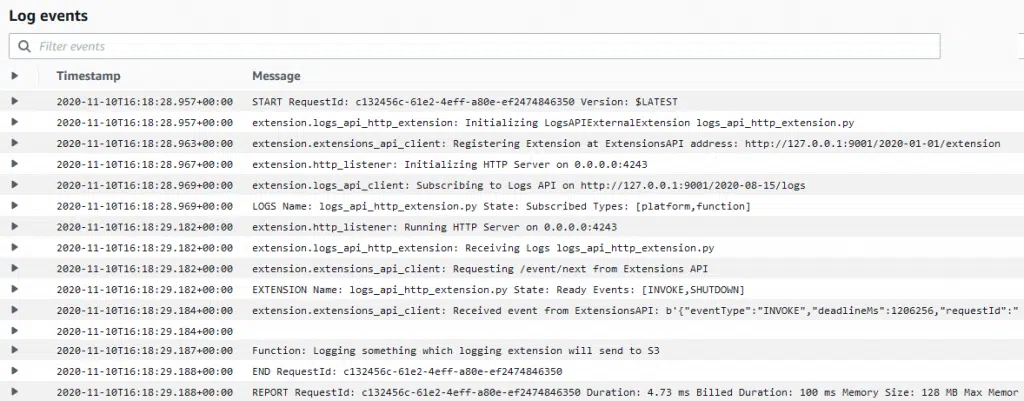 Log events
Filter events
Timestamp Message
2020-11-10T16:18:28.957+00:00 START RequestId: c132456c-61e2-4eff-a80e-ef2474846350 Version: $LATEST
2020-11-10T16:18:28.957+00:00 extension.logs_api_http_extension: Initializing LogsAPIExternalExtension logs_api_http_extension.py
2020-11-10T16:18:28.963+00:00 extension.extensions_api_client: Registering Extension at ExtensionsAPI address: http://127.0.0.1:9001/2020-01-01/extension
2020-11-10T16:18:28.967+00:00 extension.http_listener: Initializing HTTP Server on 0.0.0.0:4243
2020-11-10T16:18:28.969+00:00 extension.logs_api_client: Subscribing to Logs API on http://127.0.0.1:9001/2020-08-15/logs
2020-11-10T16:18:28.969+00:00 LOGS Name: logs_api_http_extension.py State: Subscribed Types: [platform,function]
2020-11-10T16:18:29.182+00:00 extension.http_listener: Running HTTP Server on 0.0.0.0:4243
2020-11-10T16:18:29.182+00:00 extension.logs_api_http_extension: Receiving Logs logs_api_http_extension.py
2020-11-10T16:18:29.182+00:00 extension.extensions_api_client: Requesting /event/next from Extensions API
2020-11-10T16:18:29.182+00:00 EXTENSION Name: logs_api_http_extension.py State: Ready Events: [INVOKE,SHUTDOWN]
2020-11-10T16:18:29.184+00:00 extension.extensions_api_client: Received event from ExtensionsAPI: b'{"eventType":"INVOKE","deadlineMs":1206256,"requestId":"
2020-11-10T16:18:29.184+00:00
2020-11-10T16:18:29.187+00:00 Function: Logging something which logging extension will send to S3
2020-11-10T16:18:29.188+00:00 END RequestId: c132456c-61e2-4eff-a80e-ef2474846350
2020-11-10T16:18:29.188+00:00 REPORT RequestId: c132456c-61e2-4eff-a80e-ef2474846350 Duration: 4.73 ms Billed Duration: 100 ms Memory Size: 128 MB Max Memor